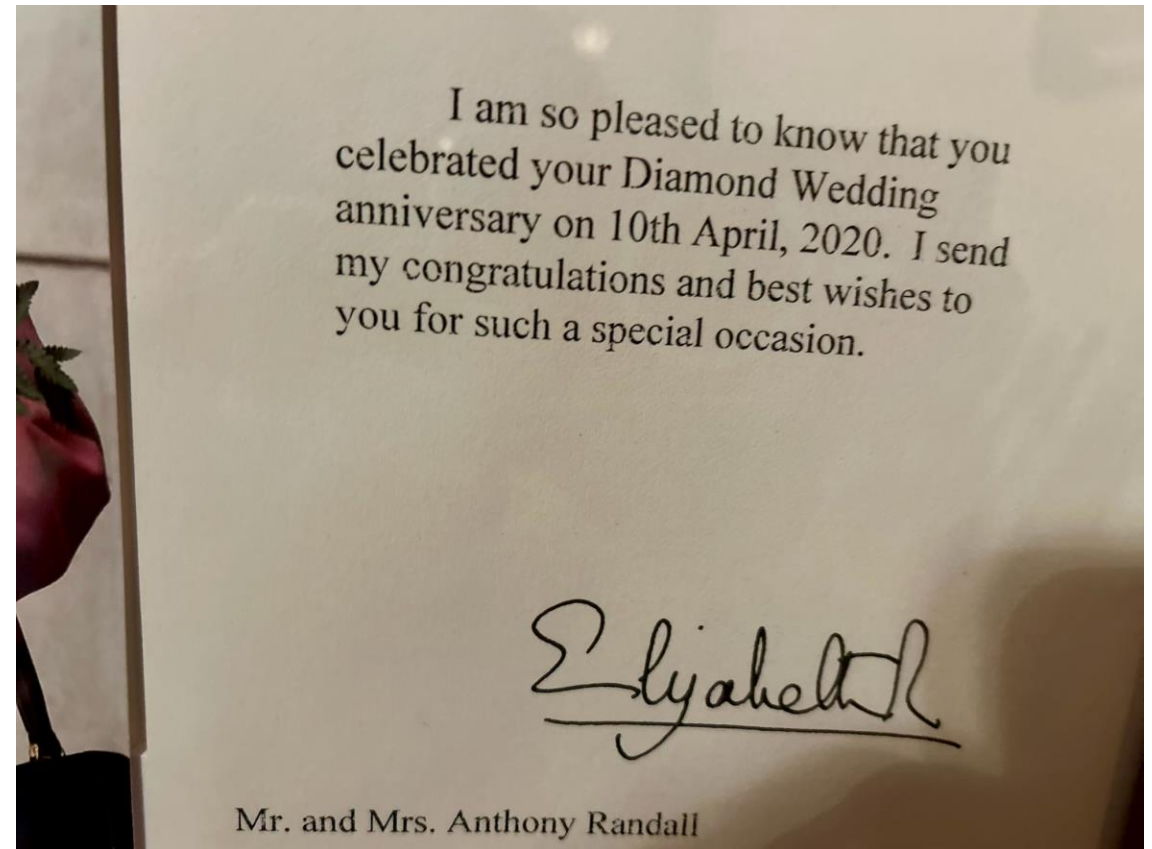 I am so pleased to know that you
celebrated your Diamond Wedding
anniversary on 10th April, 2020. I send
my congratulations and best wishes to
you for such a special occasion.
Elizabeth R
Mr. and Mrs. Anthony Randall